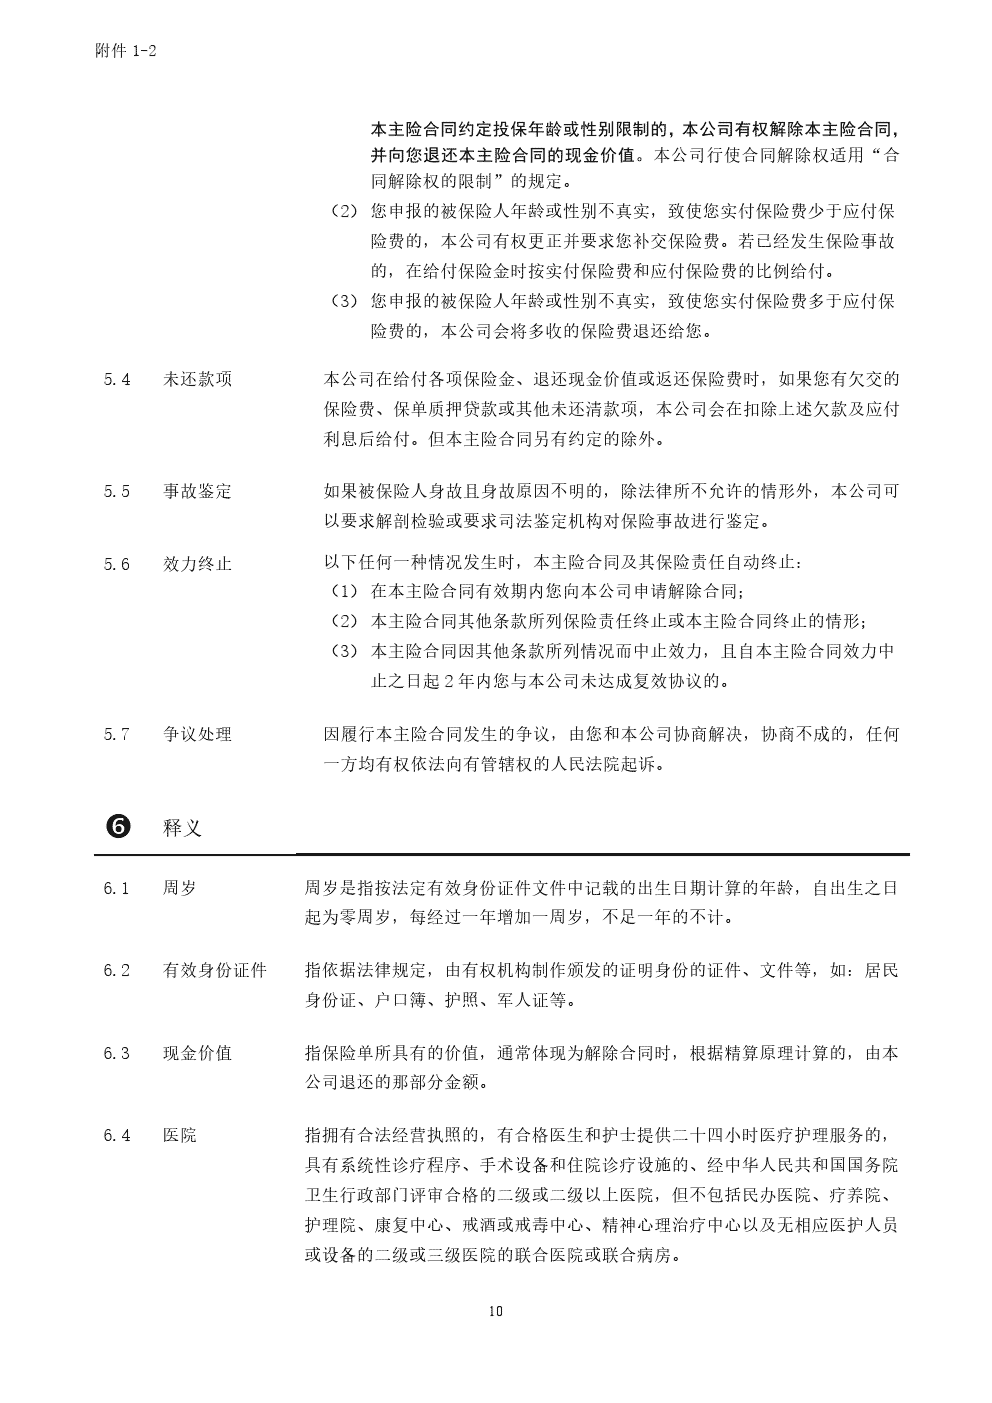 附件 1-2
本主险合同约定投保年龄或性别限制的，本公司有权解除本主险合同，
并向您退还本主险合同的现金价值。本公司行使合同解除权适用“合
同解除权的限制”的规定。
（2） 您申报的被保险人年龄或性别不真实，致使您实付保险费少于应付保
险费的，本公司有权更正并要求您补交保险费。若已经发生保险事故
的，在给付保险金时按实付保险费和应付保险费的比例给付。
（3） 您申报的被保险人年龄或性别不真实，致使您实付保险费多于应付保
险费的，本公司会将多收的保险费退还给您。
5.4 未还款项 本公司在给付各项保险金、退还现金价值或返还保险费时，如果您有欠交的
保险费、保单质押贷款或其他未还清款项，本公司会在扣除上述欠款及应付
利息后给付。但本主险合同另有约定的除外。
5.5 事故鉴定 如果被保险人身故且身故原因不明的，除法律所不允许的情形外，本公司可
以要求解剖检验或要求司法鉴定机构对保险事故进行鉴定。
5.6 效力终止 以下任何一种情况发生时，本主险合同及其保险责任自动终止：
（1） 在本主险合同有效期内您向本公司申请解除合同；
（2） 本主险合同其他条款所列保险责任终止或本主险合同终止的情形；
（3） 本主险合同因其他条款所列情况而中止效力，且自本主险合同效力中
止之日起 2 年内您与本公司未达成复效协议的。
5.7 争议处理 因履行本主险合同发生的争议，由您和本公司协商解决，协商不成的，任何
一方均有权依法向有管辖权的人民法院起诉。
❻ 释义
6.1 周岁 周岁是指按法定有效身份证件文件中记载的出生日期计算的年龄，自出生之日
起为零周岁，每经过一年增加一周岁，不足一年的不计。
6.2 有效身份证件 指依据法律规定，由有权机构制作颁发的证明身份的证件、文件等，如：居民
身份证、户口簿、护照、军人证等。
6.3 现金价值 指保险单所具有的价值，通常体现为解除合同时，根据精算原理计算的，由本
公司退还的那部分金额。
6.4 医院 指拥有合法经营执照的，有合格医生和护士提供二十四小时医疗护理服务的，
具有系统性诊疗程序、手术设备和住院诊疗设施的、经中华人民共和国国务院
卫生行政部门评审合格的二级或二级以上医院，但不包括民办医院、疗养院、
护理院、康复中心、戒酒或戒毒中心、精神心理治疗中心以及无相应医护人员
或设备的二级或三级医院的联合医院或联合病房。
10